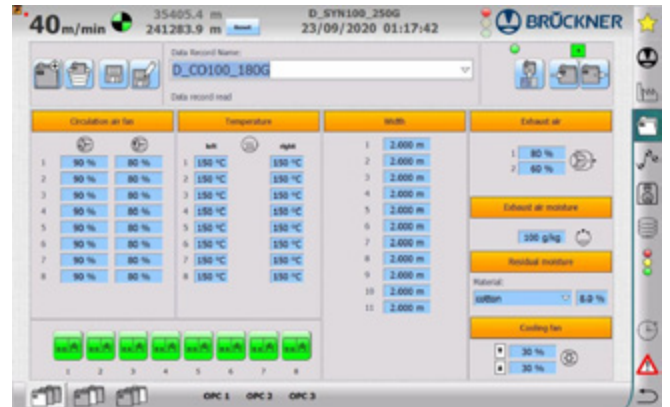 40 m/min
35405.4 m
241283.9 m
D_SYN100_250G
23/09/2020 01:17:42
BRÜCKNER
Data Record Name:
D_CO100_180G
Data record read
Circulation air fan
Temperature
Width
Exhaust air
left right
1 90 % 80 % 1 150 °C 150 °C 1 2.000 m
2 90 % 80 % 2 150 °C 150 °C 2 2.000 m
3 90 % 80 % 3 150 °C 150 °C 3 2.000 m
4 90 % 80 % 4 150 °C 150 °C 4 2.000 m
5 90 % 80 % 5 150 °C 150 °C 5 2.000 m
6 90 % 80 % 6 150 °C 150 °C 6 2.000 m
7 90 % 80 % 7 150 °C 150 °C 7 2.000 m
8 90 % 80 % 8 150 °C 150 °C 8 2.000 m
9 2.000 m
10 2.000 m
11 2.000 m
1 80 %
2 60 %
Exhaust air moisture
100 g/kg
Residual moisture
Material:
cotton 8.0 %
Cooling fan
30 %
30 %
1 2 3 4 5 6 7 8
OPC 1 OPC 2 OPC 3